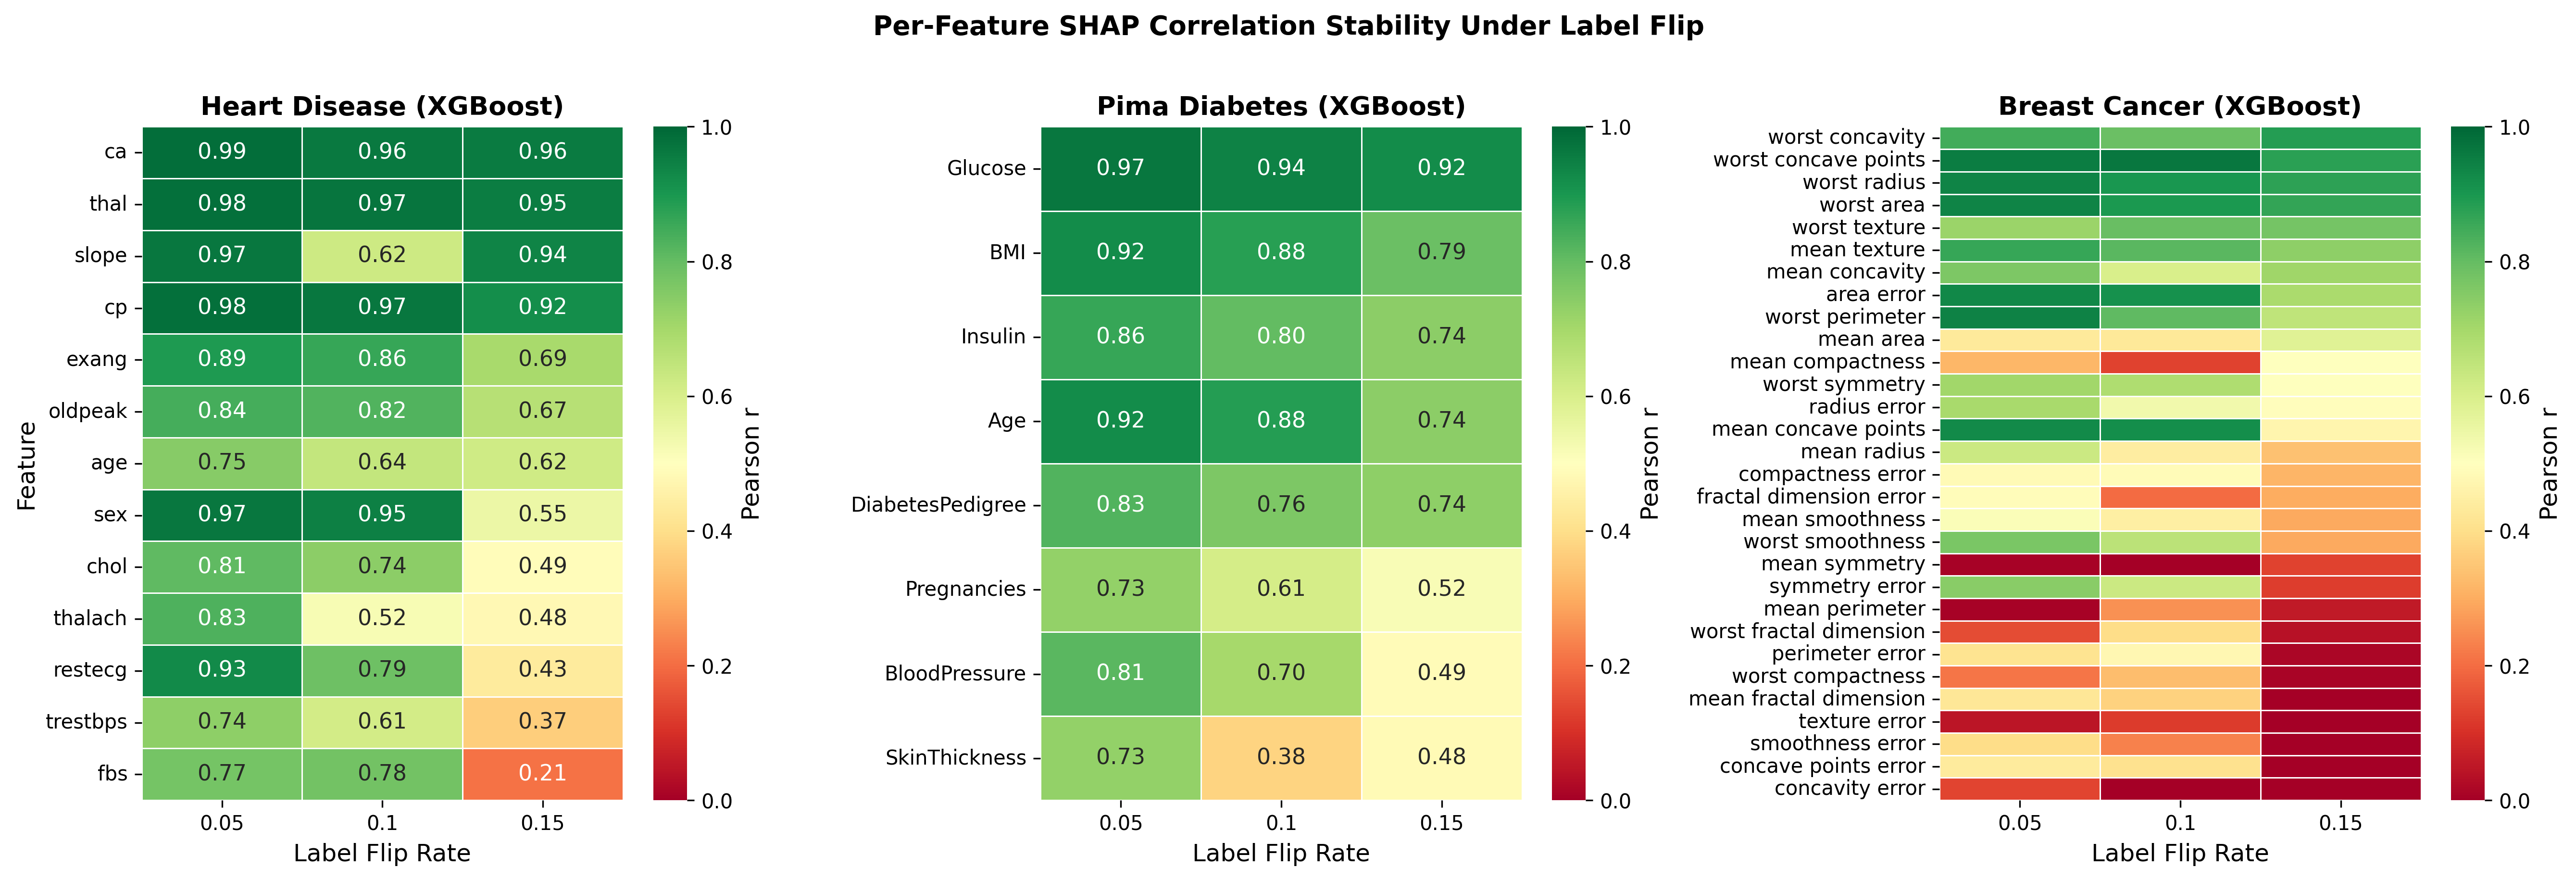 Per-Feature SHAP Correlation Stability Under Label Flip
Heart Disease (XGBoost)
Feature
ca 0.99 0.96 0.96
thal 0.98 0.97 0.95
slope 0.97 0.62 0.94
cp 0.98 0.97 0.92
exang 0.89 0.86 0.69
oldpeak 0.84 0.82 0.67
age 0.75 0.64 0.62
sex 0.97 0.95 0.55
chol 0.81 0.74 0.49
thalach 0.83 0.52 0.48
restecg 0.93 0.79 0.43
trestbps 0.74 0.61 0.37
fbs 0.77 0.78 0.21
0.05 0.1 0.15
Label Flip Rate
1.0
0.8
0.6
0.4
0.2
0.0
Pearson r
Pima Diabetes (XGBoost)
Glucose 0.97 0.94 0.92
BMI 0.92 0.88 0.79
Insulin 0.86 0.80 0.74
Age 0.92 0.88 0.74
DiabetesPedigree 0.83 0.76 0.74
Pregnancies 0.73 0.61 0.52
BloodPressure 0.81 0.70 0.49
SkinThickness 0.73 0.38 0.48
0.05 0.1 0.15
Label Flip Rate
1.0
0.8
0.6
0.4
0.2
0.0
Pearson r
Breast Cancer (XGBoost)
worst concavity
worst concave points
worst radius
worst area
worst texture
mean texture
mean concavity
area error
worst perimeter
mean area
mean compactness
worst symmetry
radius error
mean concave points
mean radius
compactness error
fractal dimension error
mean smoothness
worst smoothness
mean symmetry
symmetry error
mean perimeter
worst fractal dimension
perimeter error
worst compactness
mean fractal dimension
texture error
smoothness error
concave points error
concavity error
0.05 0.1 0.15
Label Flip Rate
1.0
0.8
0.6
0.4
0.2
0.0
Pearson r